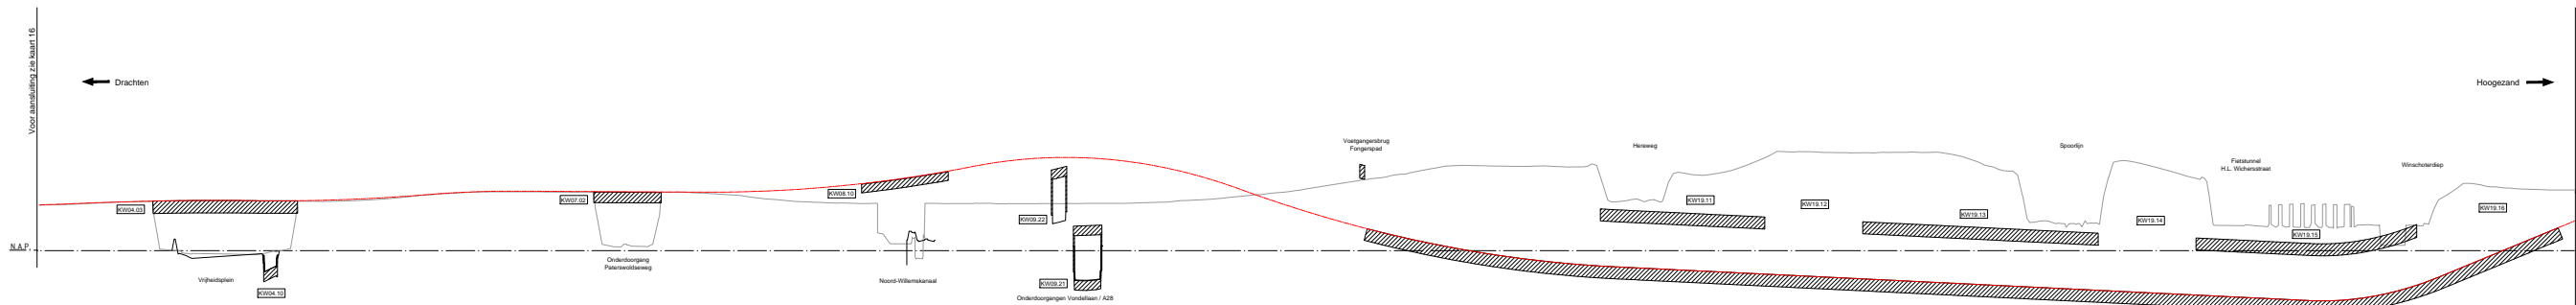 Voor aansluiting zie kaart 16
Drachten
Hoogezand
N.A.P.
KW04.03
Vrijheidsplein
KW04.10
KW07.02
Onderdoorgang
Paterswoldseweg
KW08.10
Noord-Willemskanaal
KW09.22
KW09.21
Onderdoorgangen Vondellaan / A28
Voetgangersbrug
Fongerspad
Hereweg
KW19.11
KW19.12
KW19.13
Spoorlijn
KW19.14
Fietstunnel
H.L. Wichersstraat
KW19.15
Winschoterdiep
KW19.16